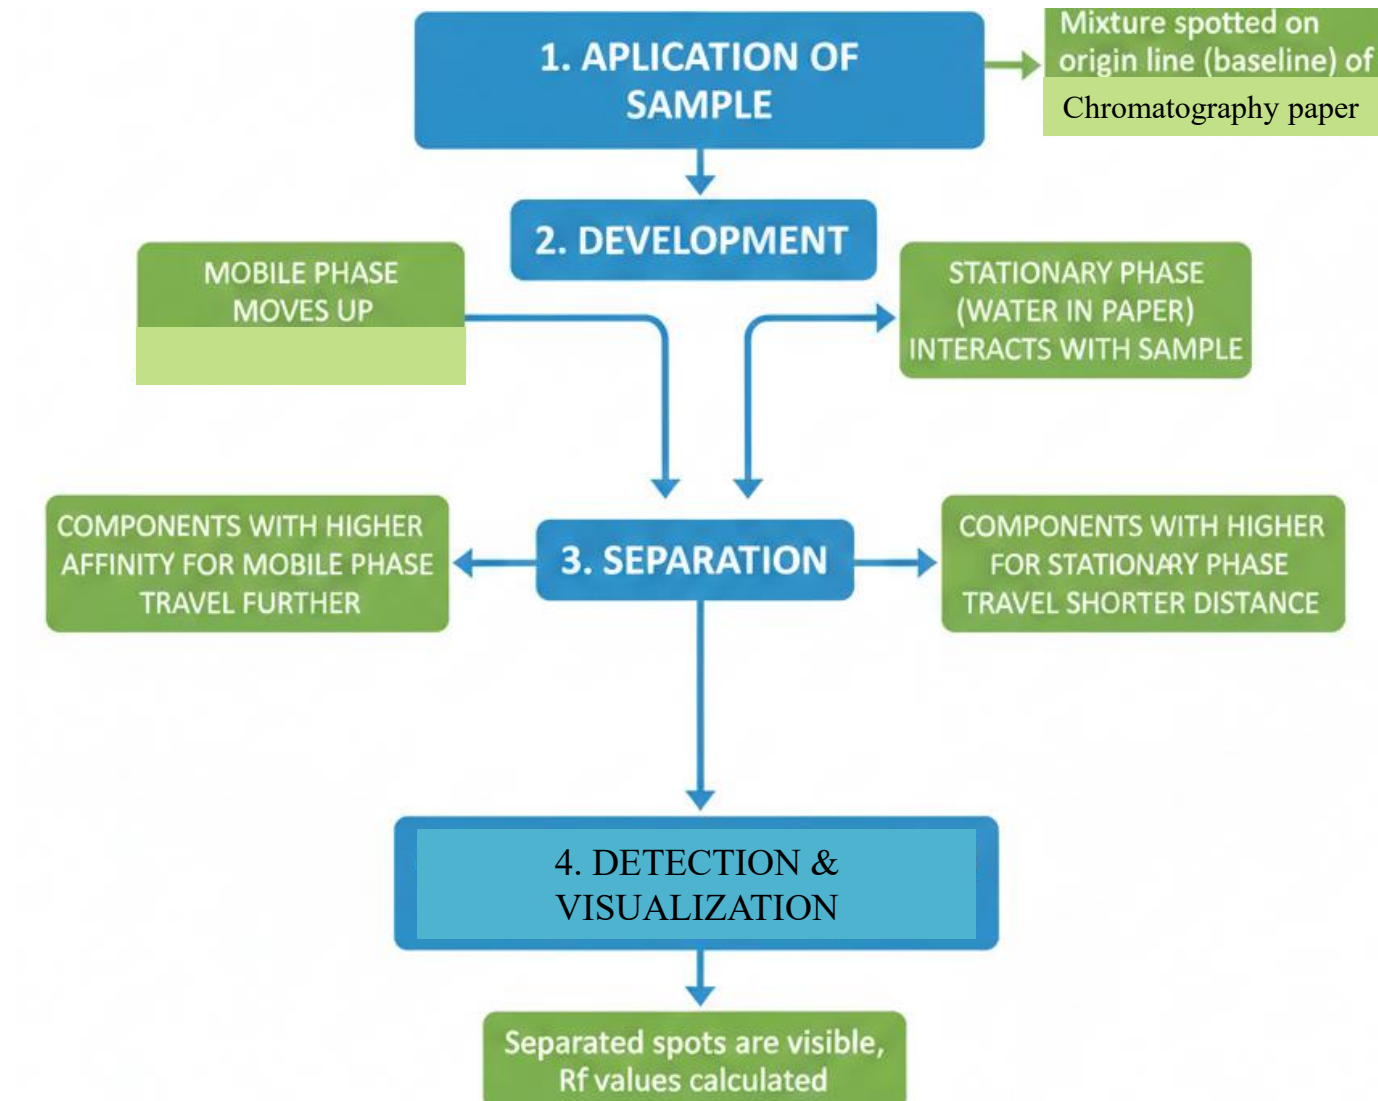 1. APLICATION OF
SAMPLE
Mixture spotted on
origin line (baseline) of
Chromatography paper
2. DEVELOPMENT
MOBILE PHASE
MOVES UP
STATIONARY PHASE
(WATER IN PAPER)
INTERACTS WITH SAMPLE
COMPONENTS WITH HIGHER
AFFINITY FOR MOBILE PHASE
TRAVEL FURTHER
3. SEPARATION
COMPONENTS WITH HIGHER
FOR STATIONARY PHASE
TRAVEL SHORTER DISTANCE
4. DETECTION &
VISUALIZATION
Separated spots are visible,
Rf values calculated